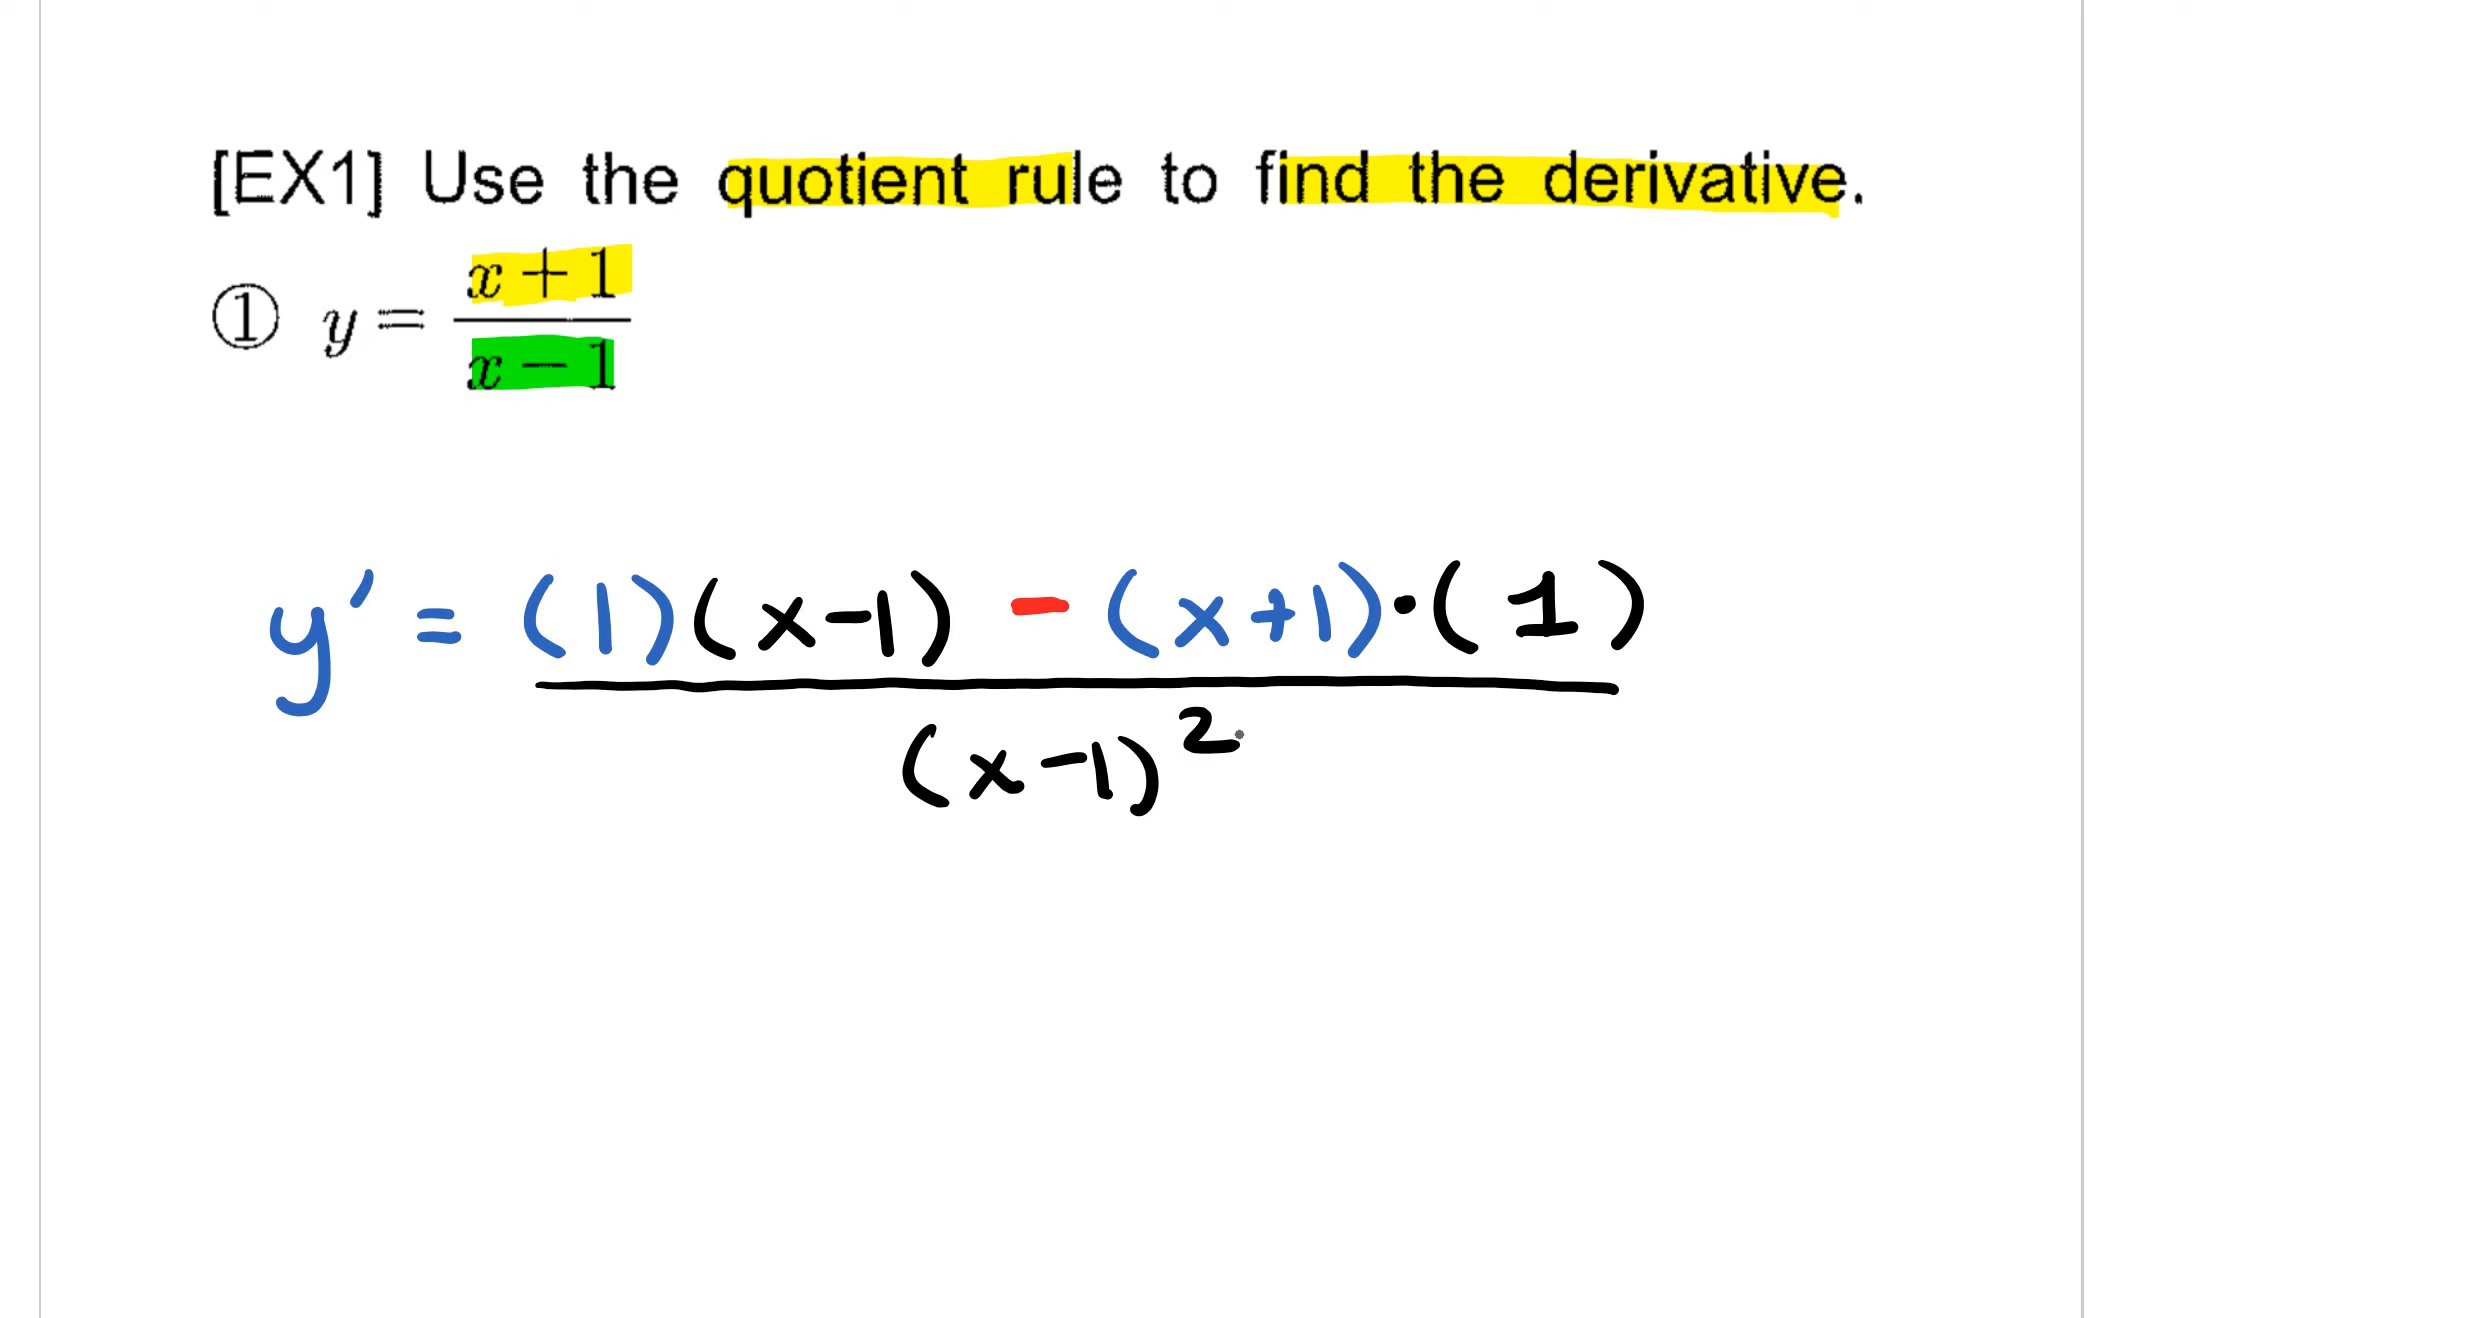 [EX1] Use the quotient rule to find the derivative.
① y = (x + 1)/(x − 1)
y' = ((1)(x-1) - (x+1)·(1))/(x-1)²